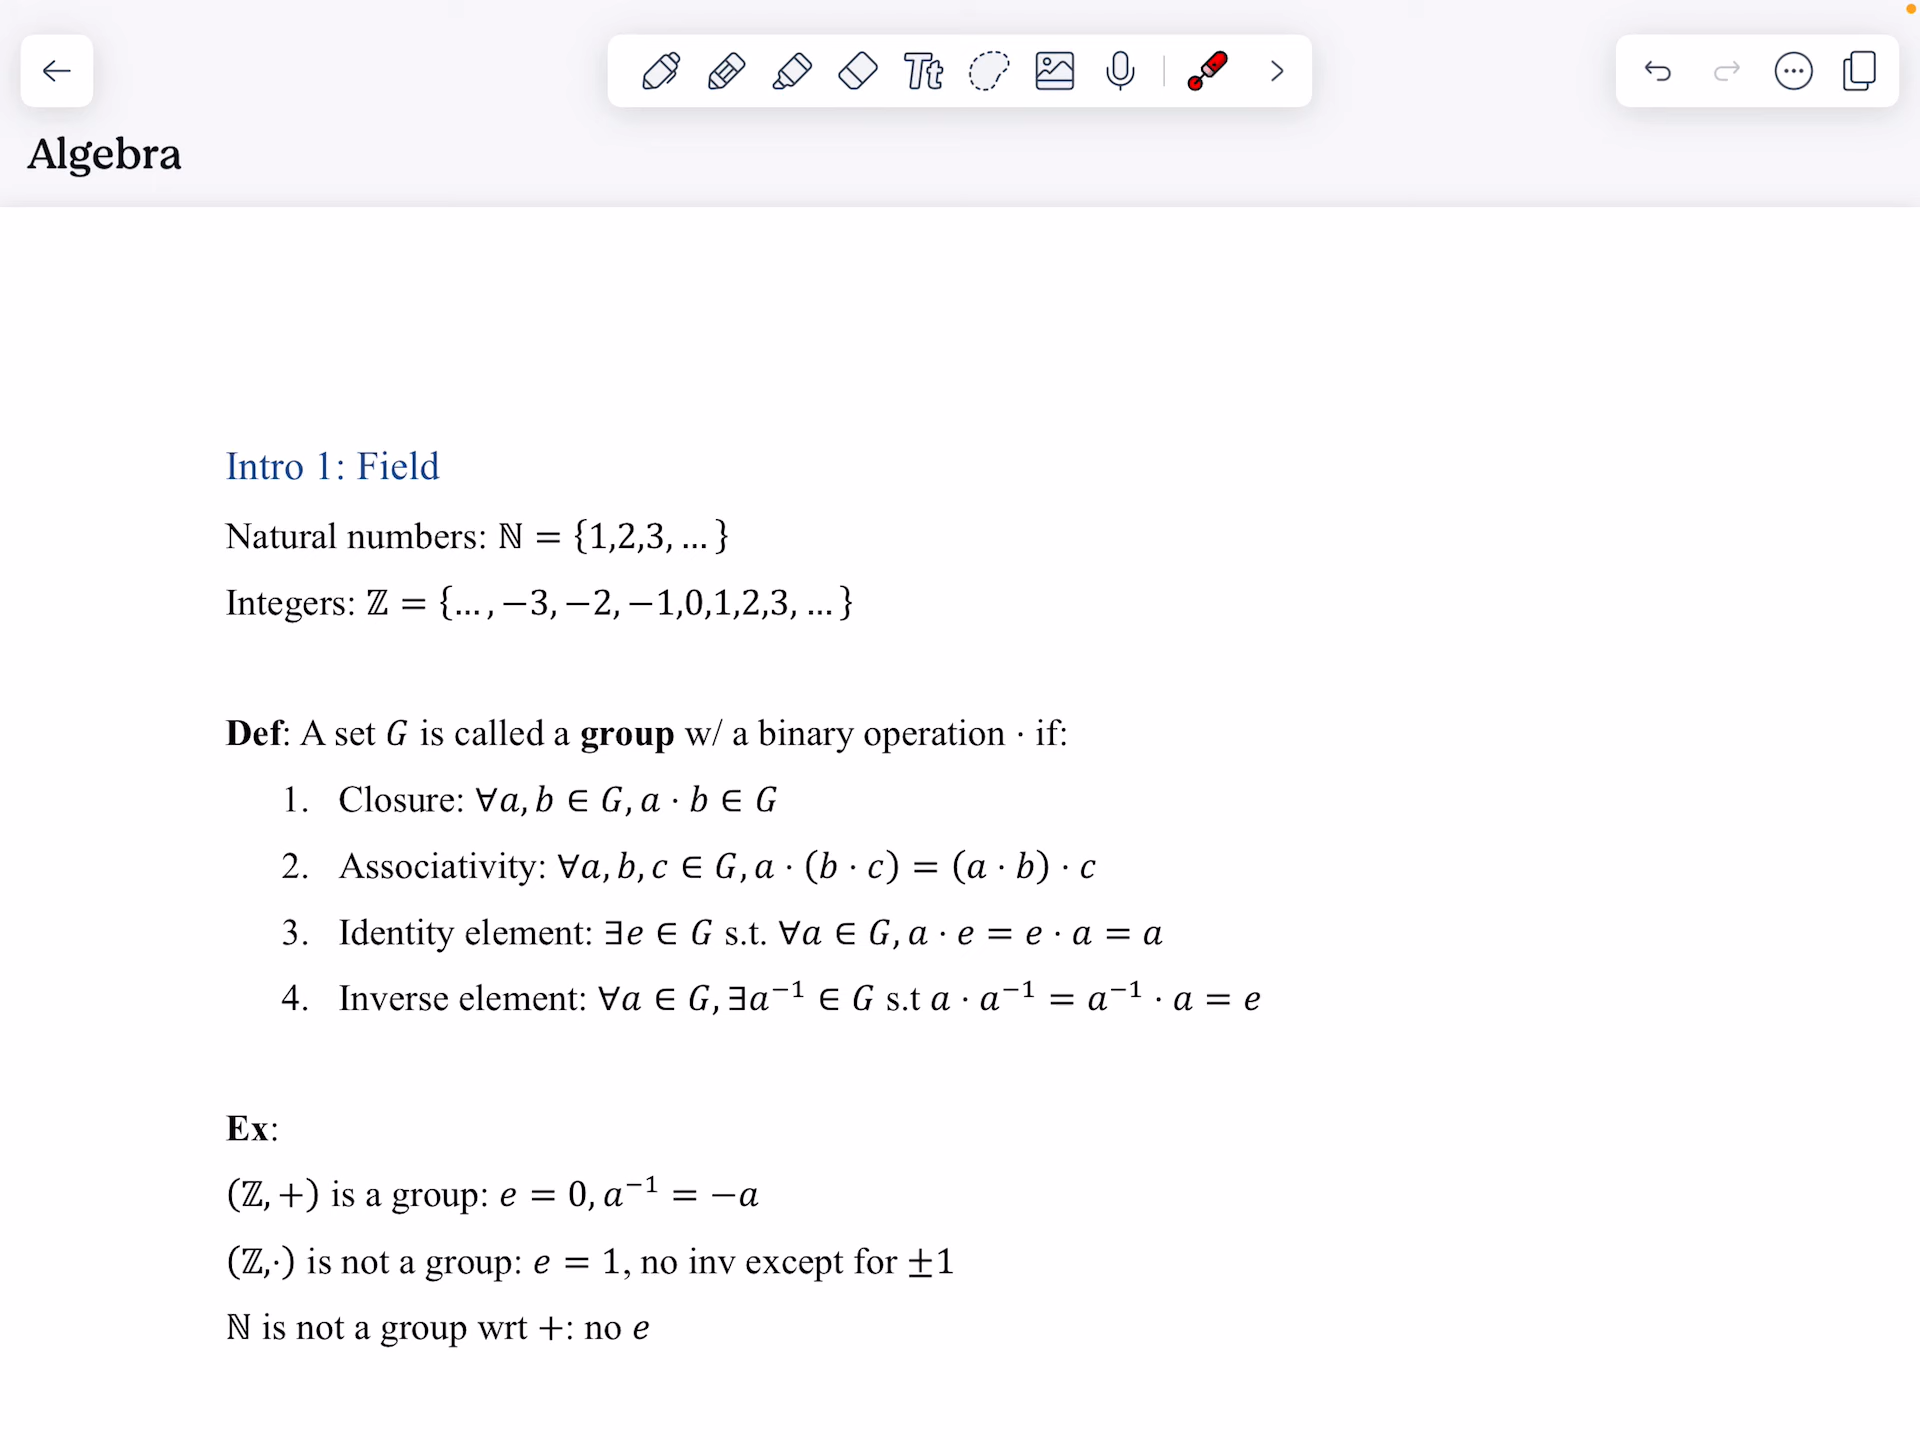 Algebra
Intro 1: Field
Natural numbers: ℕ = {1,2,3, … }
Integers: ℤ = {… , −3, −2, −1,0,1,2,3, … }
Def: A set 𝐺 is called a group w/ a binary operation ⋅ if:
1. Closure: ∀𝑎, 𝑏 ∈ 𝐺, 𝑎 ⋅ 𝑏 ∈ 𝐺
2. Associativity: ∀𝑎, 𝑏, 𝑐 ∈ 𝐺, 𝑎 ⋅ (𝑏 ⋅ 𝑐) = (𝑎 ⋅ 𝑏) ⋅ 𝑐
3. Identity element: ∃𝑒 ∈ 𝐺 s.t. ∀𝑎 ∈ 𝐺, 𝑎 ⋅ 𝑒 = 𝑒 ⋅ 𝑎 = 𝑎
4. Inverse element: ∀𝑎 ∈ 𝐺, ∃𝑎⁻¹ ∈ 𝐺 s.t 𝑎 ⋅ 𝑎⁻¹ = 𝑎⁻¹ ⋅ 𝑎 = 𝑒
Ex:
(ℤ, +) is a group: 𝑒 = 0, 𝑎⁻¹ = −𝑎
(ℤ,⋅) is not a group: 𝑒 = 1, no inv except for ±1
ℕ is not a group wrt +: no 𝑒